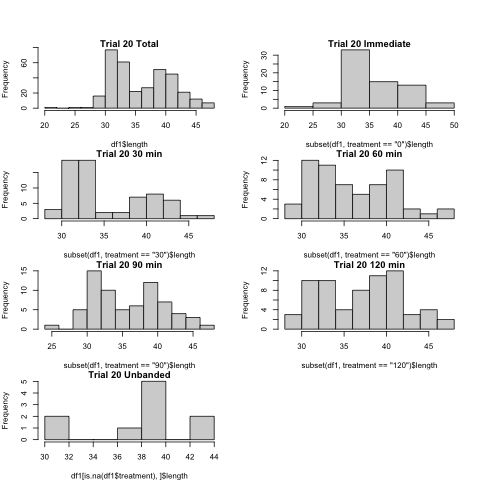 Trial 20 Total
Frequency
0 20 60
20 25 30 35 40 45
df1$length
Trial 20 Immediate
Frequency
0 10 20 30
20 25 30 35 40 45 50
subset(df1, treatment == "0")$length
Trial 20 30 min
Frequency
0 5 10
30 35 40 45
subset(df1, treatment == "30")$length
Trial 20 60 min
Frequency
0 4 8 12
30 35 40 45
subset(df1, treatment == "60")$length
Trial 20 90 min
Frequency
0 5 10 15
25 30 35 40 45
subset(df1, treatment == "90")$length
Trial 20 120 min
Frequency
0 4 8 12
30 35 40 45
subset(df1, treatment == "120")$length
Trial 20 Unbanded
Frequency
0 1 2 3 4 5
30 32 34 36 38 40 42 44
df1[is.na(df1$treatment), ]$length